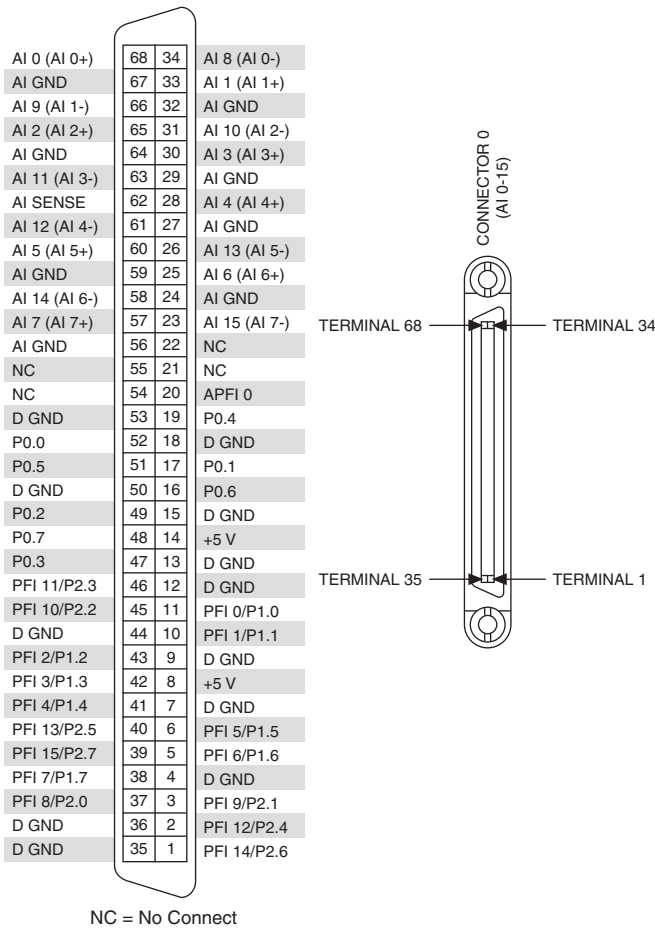 AI 0 (AI 0+) 68 34 AI 8 (AI 0-)
AI GND 67 33 AI 1 (AI 1+)
AI 9 (AI 1-) 66 32 AI GND
AI 2 (AI 2+) 65 31 AI 10 (AI 2-)
AI GND 64 30 AI 3 (AI 3+)
AI 11 (AI 3-) 63 29 AI GND
AI SENSE 62 28 AI 4 (AI 4+)
AI 12 (AI 4-) 61 27 AI GND
AI 5 (AI 5+) 60 26 AI 13 (AI 5-)
AI GND 59 25 AI 6 (AI 6+)
AI 14 (AI 6-) 58 24 AI GND
AI 7 (AI 7+) 57 23 AI 15 (AI 7-)
AI GND 56 22 NC
NC 55 21 NC
NC 54 20 APFI 0
D GND 53 19 P0.4
P0.0 52 18 D GND
P0.5 51 17 P0.1
D GND 50 16 P0.6
P0.2 49 15 D GND
P0.7 48 14 +5 V
P0.3 47 13 D GND
PFI 11/P2.3 46 12 D GND
PFI 10/P2.2 45 11 PFI 0/P1.0
D GND 44 10 PFI 1/P1.1
PFI 2/P1.2 43 9 D GND
PFI 3/P1.3 42 8 +5 V
PFI 4/P1.4 41 7 D GND
PFI 13/P2.5 40 6 PFI 5/P1.5
PFI 15/P2.7 39 5 PFI 6/P1.6
PFI 7/P1.7 38 4 D GND
PFI 8/P2.0 37 3 PFI 9/P2.1
D GND 36 2 PFI 12/P2.4
D GND 35 1 PFI 14/P2.6
NC = No Connect
CONNECTOR 0
(AI 0-15)
TERMINAL 68 TERMINAL 34
TERMINAL 35 TERMINAL 1